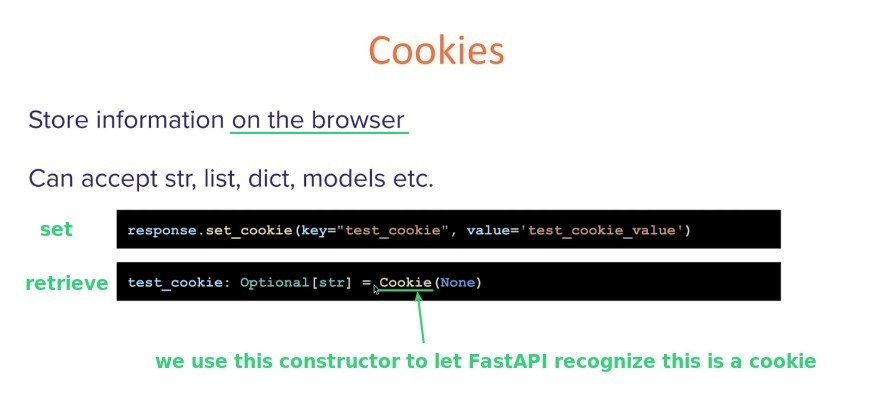 Cookies
Store information on the browser
Can accept str, list, dict, models etc.
set
response.set_cookie(key="test_cookie", value='test_cookie_value')
retrieve
test_cookie: Optional[str] = Cookie(None)
we use this constructor to let FastAPI recognize this is a cookie